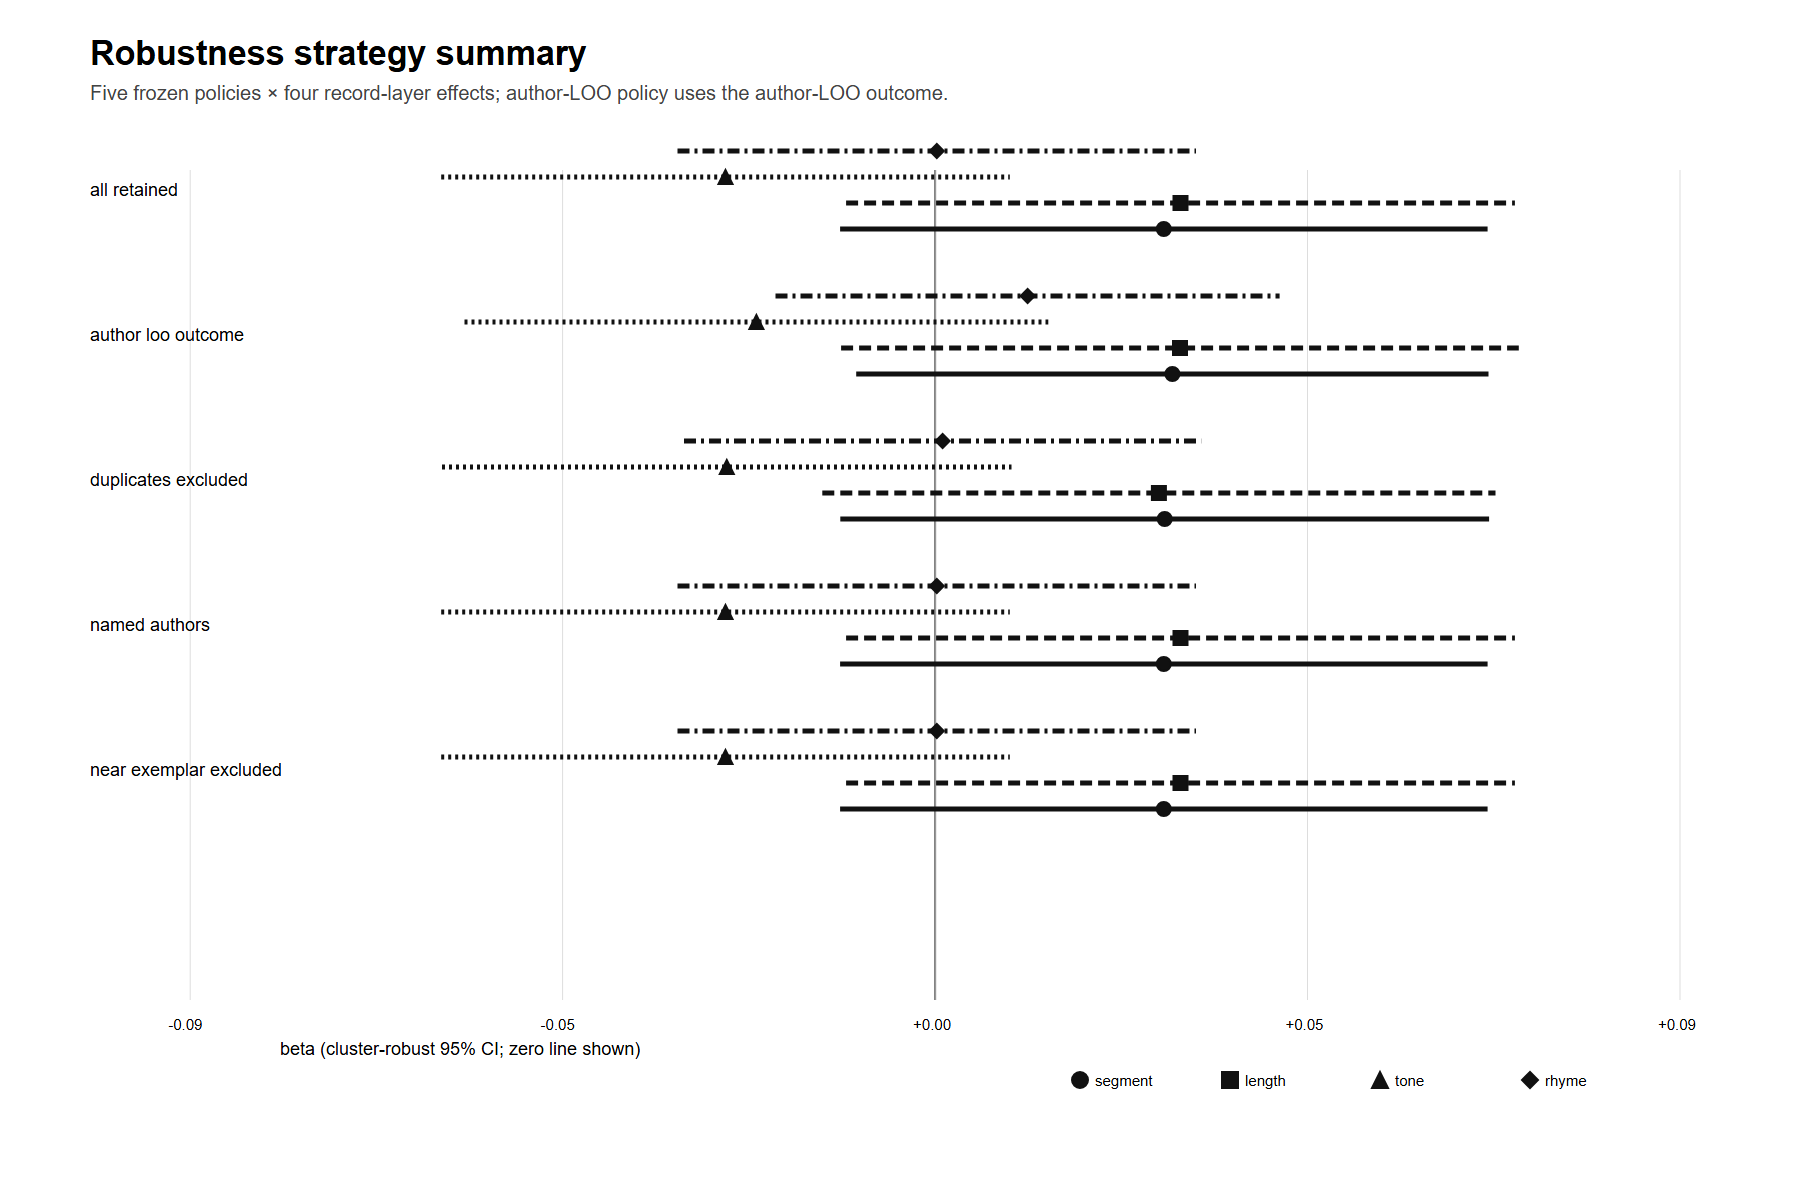 Robustness strategy summary
Five frozen policies × four record-layer effects; author-LOO policy uses the author-LOO outcome.
all retained
author loo outcome
duplicates excluded
named authors
near exemplar excluded
-0.09 -0.05 +0.00 +0.05 +0.09
beta (cluster-robust 95% CI; zero line shown)
segment length tone rhyme